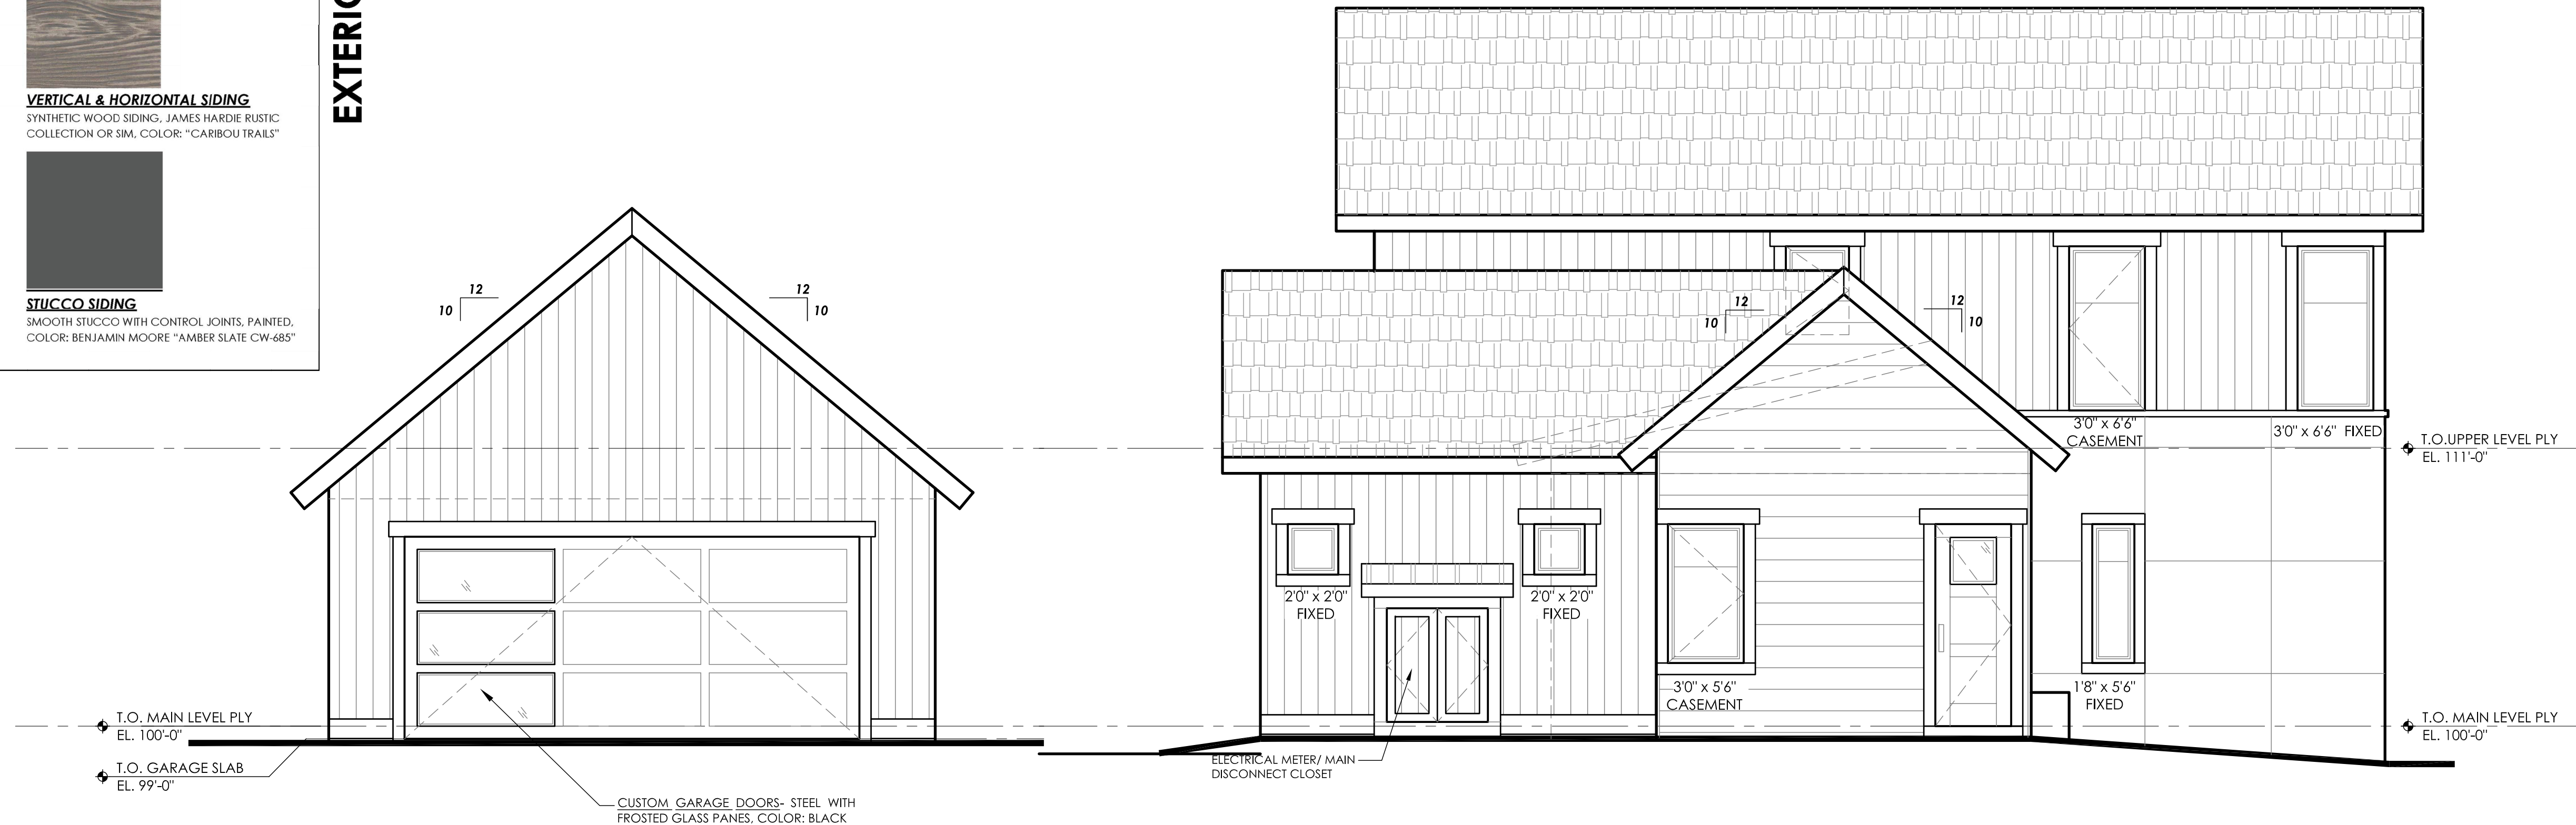 EXTERIO
VERTICAL & HORIZONTAL SIDING
SYNTHETIC WOOD SIDING, JAMES HARDIE RUSTIC
COLLECTION OR SIM, COLOR: “CARIBOU TRAILS”
STUCCO SIDING
SMOOTH STUCCO WITH CONTROL JOINTS, PAINTED,
COLOR: BENJAMIN MOORE “AMBER SLATE CW-685”
12
10
12
10
T.O. MAIN LEVEL PLY
EL. 100'-0"
T.O. GARAGE SLAB
EL. 99'-0"
CUSTOM GARAGE DOORS- STEEL WITH
FROSTED GLASS PANES, COLOR: BLACK
12
10
12
10
3'0" x 6'6"
CASEMENT
3'0" x 6'6" FIXED
T.O.UPPER LEVEL PLY
EL. 111'-0"
2'0" x 2'0"
FIXED
2'0" x 2'0"
FIXED
3'0" x 5'6"
CASEMENT
1'8" x 5'6"
FIXED
T.O. MAIN LEVEL PLY
EL. 100'-0"
ELECTRICAL METER/ MAIN
DISCONNECT CLOSET